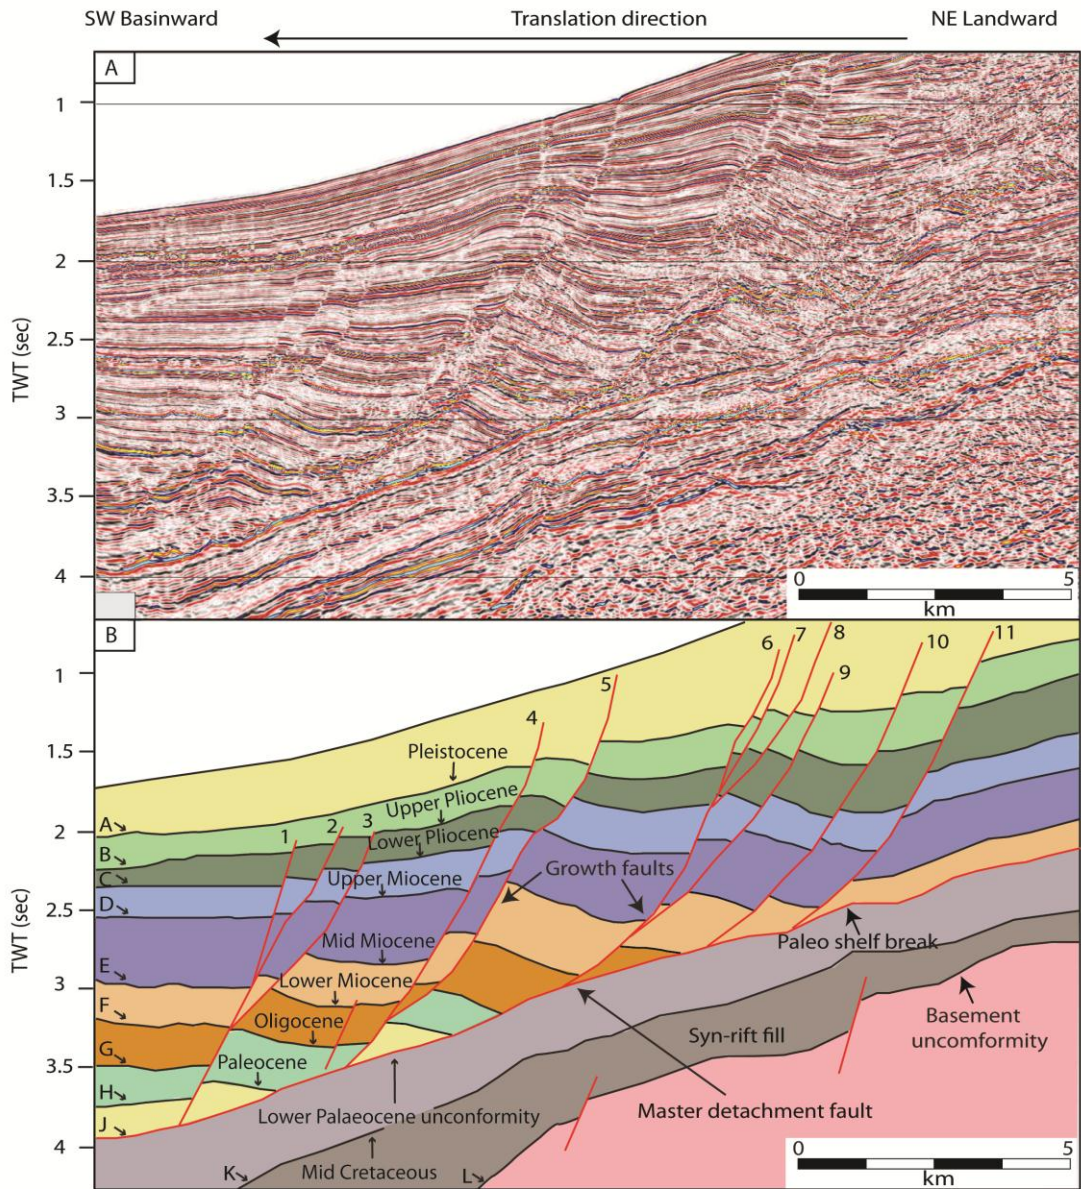 SW Basinward
Translation direction
NE Landward
A
1
1.5
2
2.5
3
3.5
4
TWT (sec)
0 5
km
B
1
1.5
2
2.5
3
3.5
4
TWT (sec)
1
2
3
4
5
6
7
8
9
10
11
Pleistocene
A
Upper Pliocene
B
Lower Pliocene
C
Upper Miocene
D
Growth faults
Mid Miocene
E
Paleo shelf break
Lower Miocene
F
Oligocene
G
Syn-rift fill
Basement
uncomformity
Paleocene
H
Lower Palaeocene unconformity
Master detachment fault
J
K
Mid Cretaceous
L
0 5
km